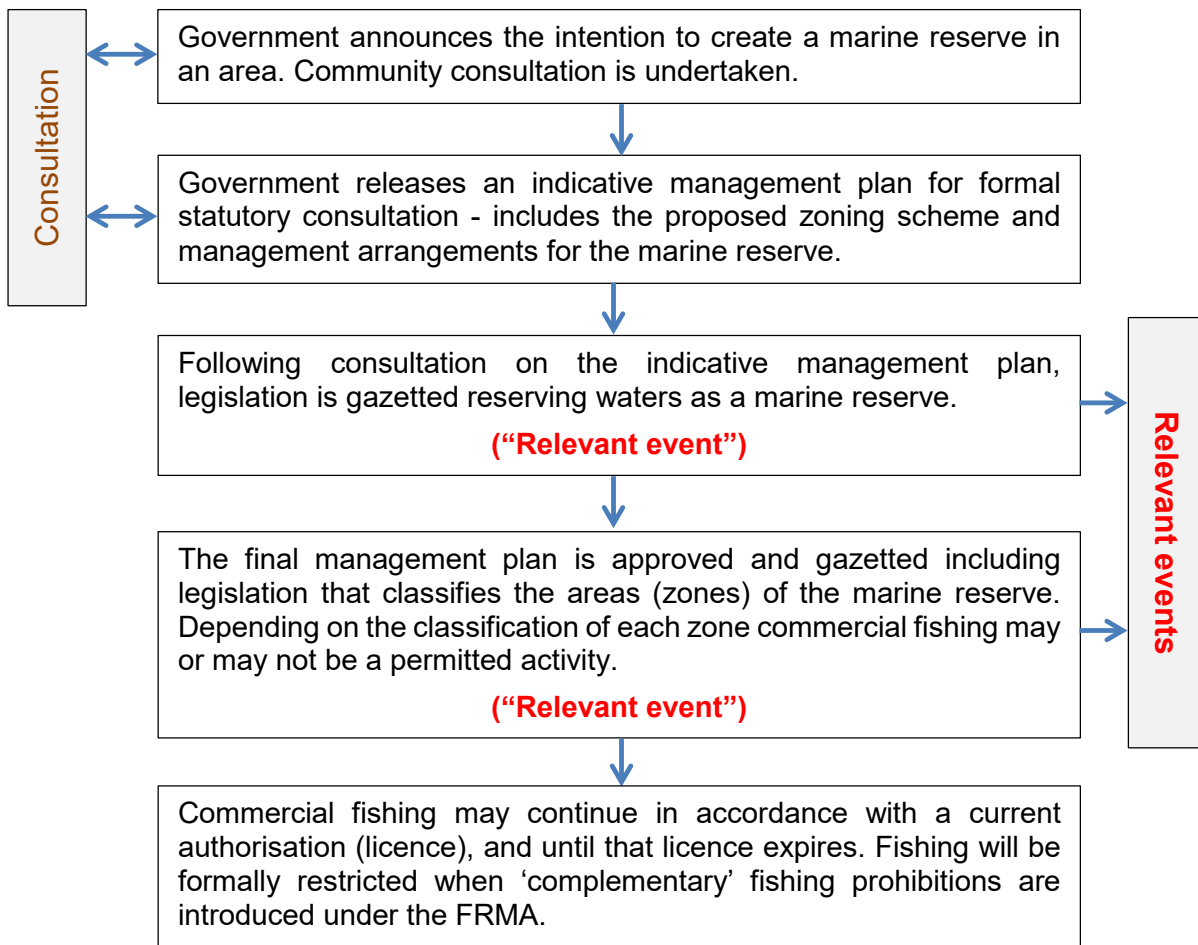 Consultation
Government announces the intention to create a marine reserve in
an area. Community consultation is undertaken.
Government releases an indicative management plan for formal
statutory consultation - includes the proposed zoning scheme and
management arrangements for the marine reserve.
Following consultation on the indicative management plan,
legislation is gazetted reserving waters as a marine reserve.
(“Relevant event”)
Relevant events
The final management plan is approved and gazetted including
legislation that classifies the areas (zones) of the marine reserve.
Depending on the classification of each zone commercial fishing may
or may not be a permitted activity.
(“Relevant event”)
Commercial fishing may continue in accordance with a current
authorisation (licence), and until that licence expires. Fishing will be
formally restricted when ‘complementary’ fishing prohibitions are
introduced under the FRMA.